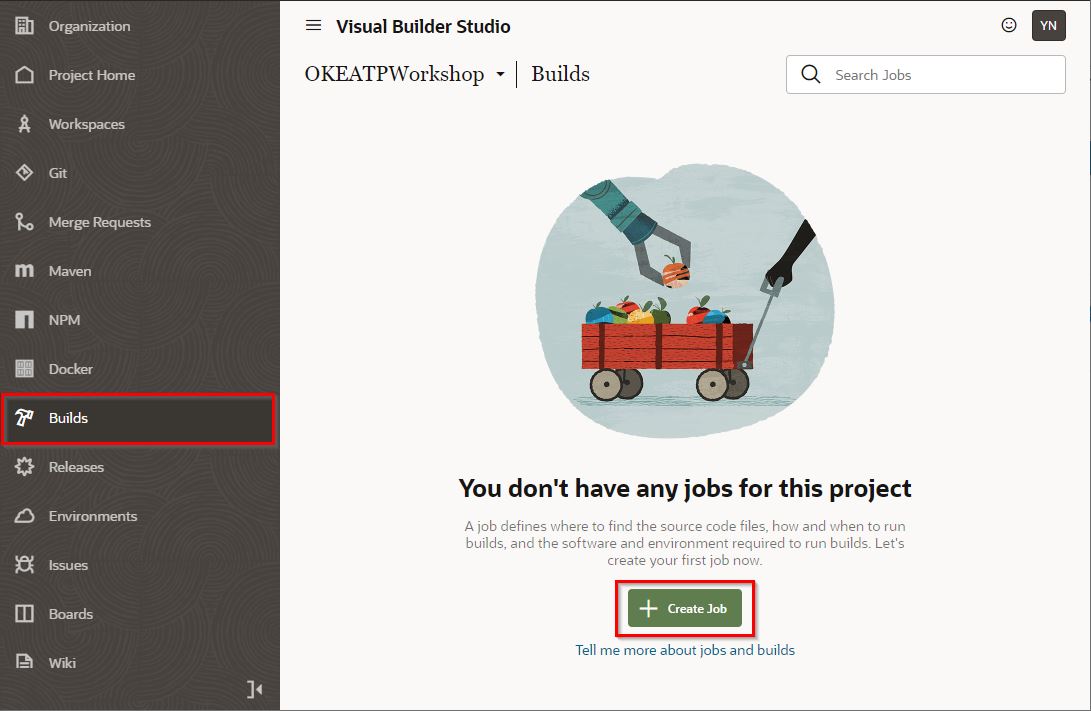 Organization
Project Home
Workspaces
Git
Merge Requests
Maven
NPM
Docker
Builds
Releases
Environments
Issues
Boards
Wiki
Visual Builder Studio
YN
OKEATPWorkshop
Builds
Search Jobs
You don't have any jobs for this project
A job defines where to find the source code files, how and when to run
builds, and the software and environment required to run builds. Let's
create your first job now.
Create Job
Tell me more about jobs and builds